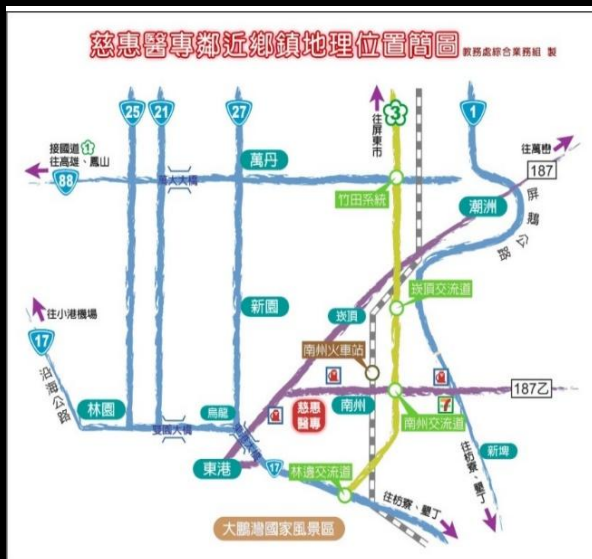 慈惠醫專鄰近鄉鎮地理位置簡圖 教務處綜合業務組 製
25
21
27
3
1
往屏東市
往萬巒
187
接國道1
往高雄、鳳山
88
萬大大橋
萬丹
竹田系統
潮洲
屏鵝公路
往小港機場
17
沿海公路
新園
崁頂
崁頂交流道
南州火車站
187乙
林園
雙園大橋
烏龍
慈惠
醫專
南州
南州交流道
7
新埤
東港
17
林邊交流道
往枋寮、墾丁
往枋寮、墾丁
大鵬灣國家風景區